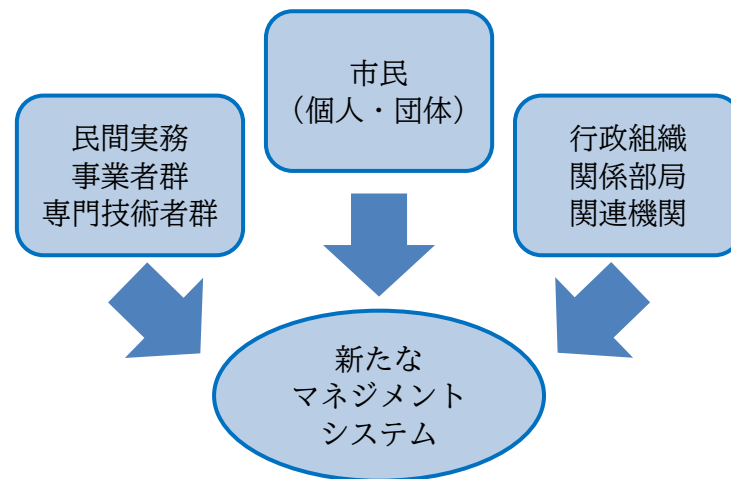 市民
（個人・団体）
民間実務
事業者群
専門技術者群
行政組織
関係部局
関連機関
新たな
マネジメント
システム